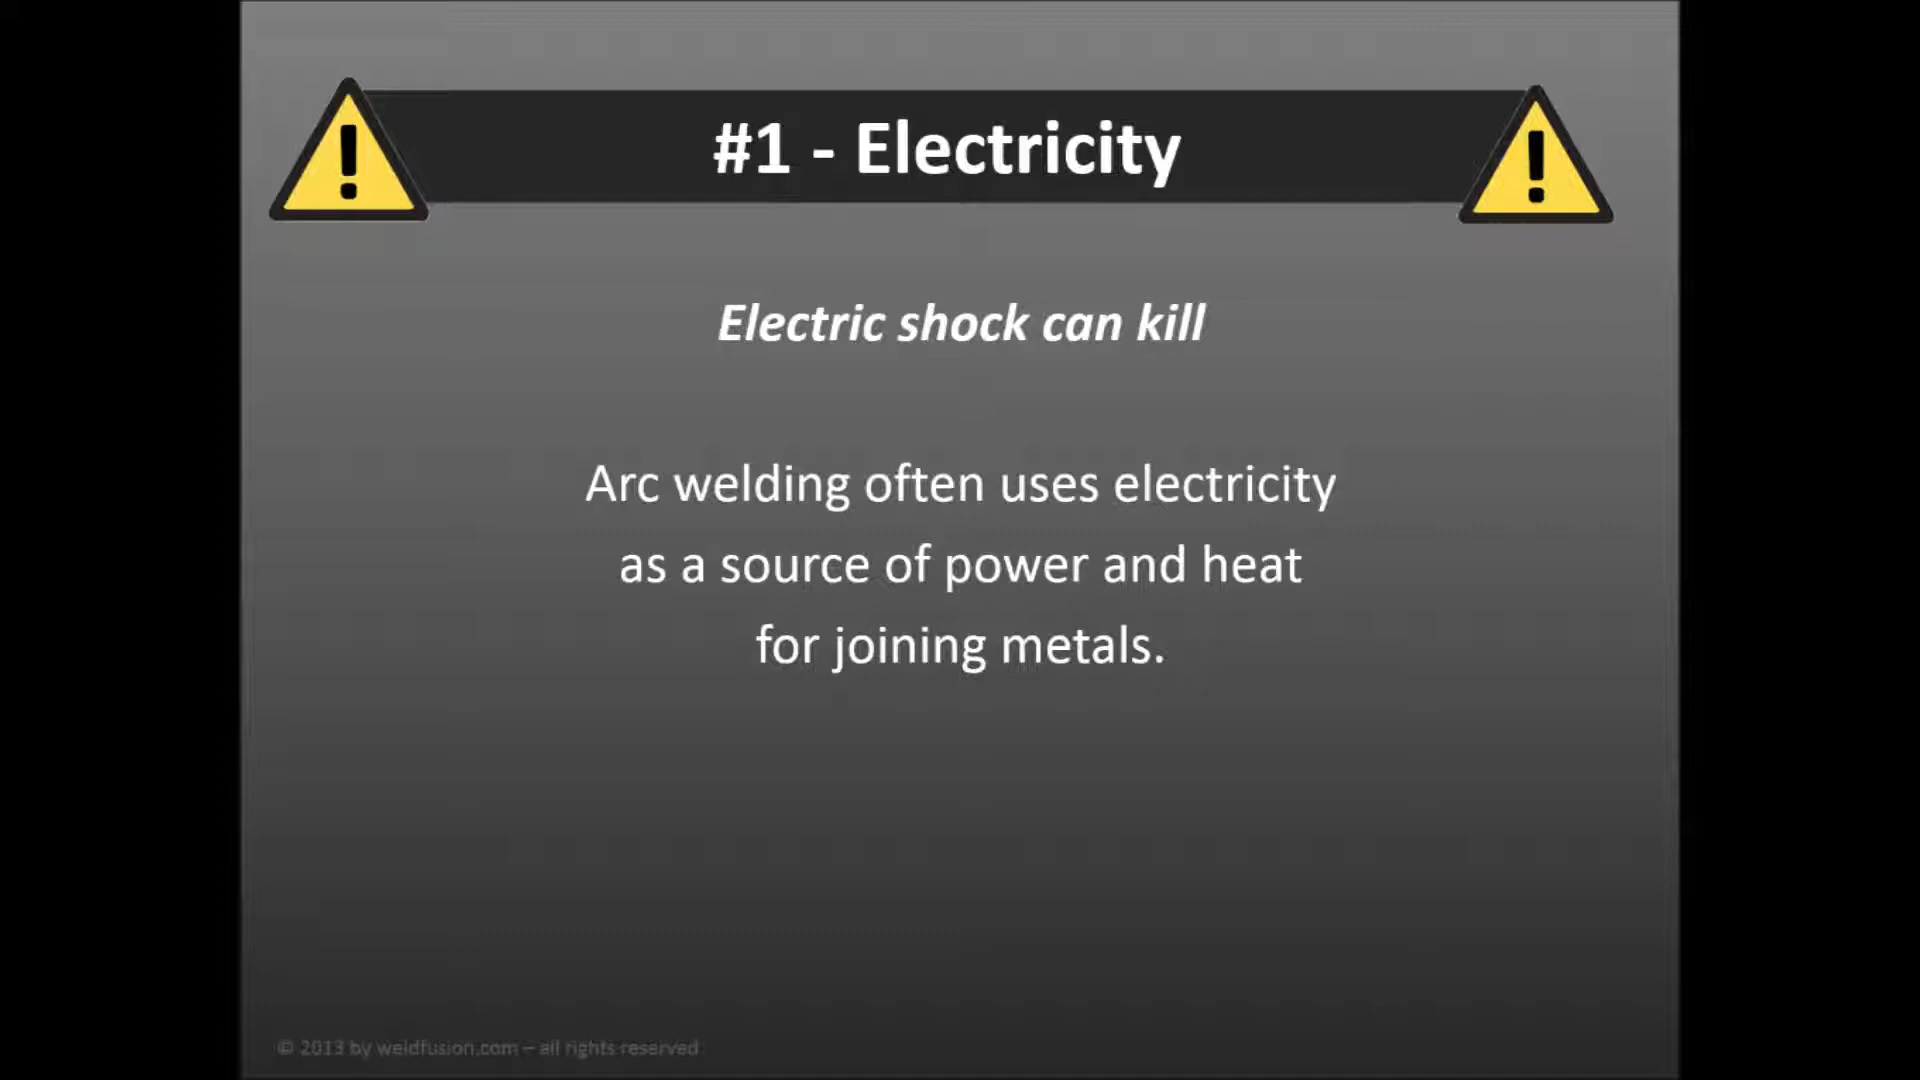 #1 - Electricity
Electric shock can kill
Arc welding often uses electricity
as a source of power and heat
for joining metals.
© 2013 by weldfusion.com – all rights reserved